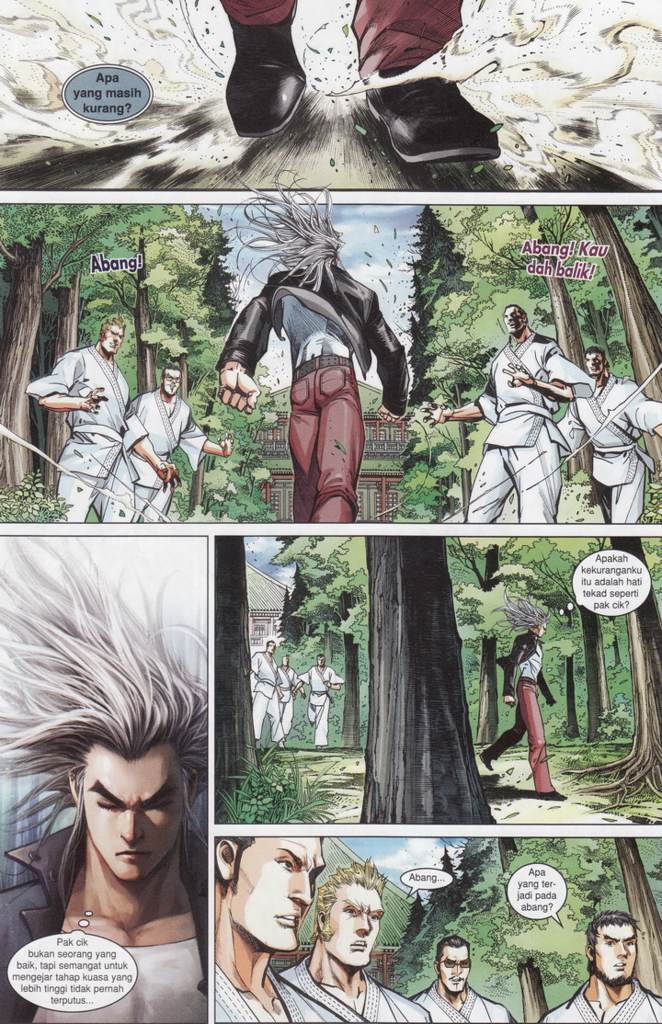 Apa
yang masih
kurang?
Abang!
Abang! Kau
dah balik!
Pak cik
bukan seorang yang
baik, tapi semangat untuk
mengejar tahap kuasa yang
lebih tinggi tidak pernah
terputus...
Apakah
kekuranganku
itu adalah hati
tekad seperti
pak cik?
Abang...
Apa
yang ter-
jadi pada
abang?